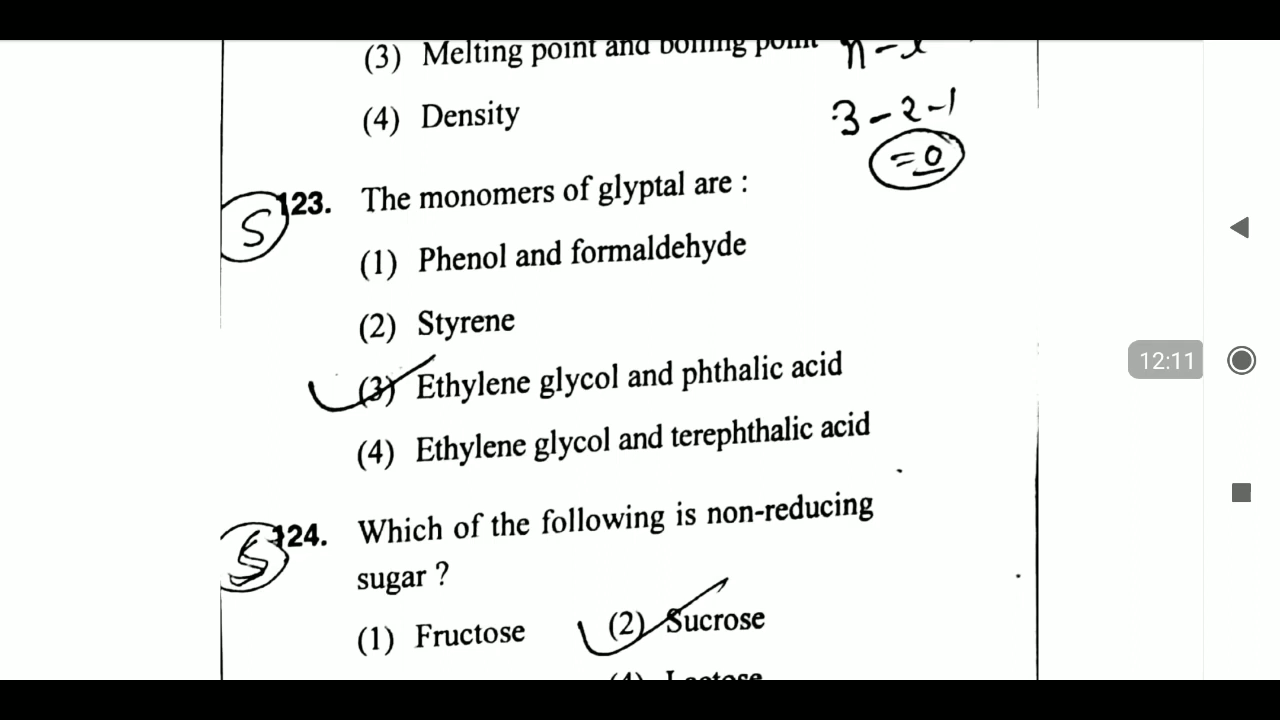 (3) Melting point and boiling point
n - x
(4) Density
3 - 2 - 1
= 0
S 123. The monomers of glyptal are :
(1) Phenol and formaldehyde
(2) Styrene
(3) Ethylene glycol and phthalic acid
(4) Ethylene glycol and terephthalic acid
S 124. Which of the following is non-reducing
sugar ?
(1) Fructose (2) Sucrose
(4) Lactose
12:11